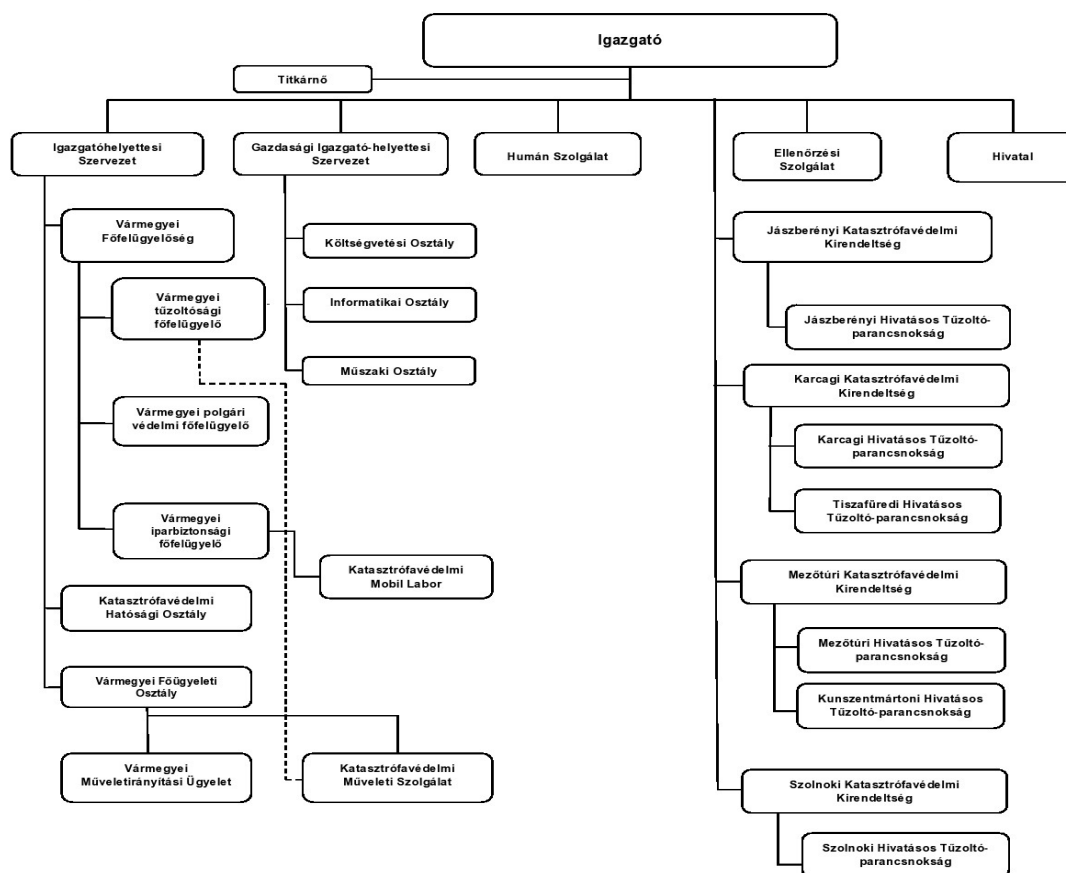 Igazgató
Titkárnő
Igazgatóhelyettesi
Szervezet
Gazdasági Igazgató-helyettesi
Szervezet
Humán Szolgálat
Ellenőrzési
Szolgálat
Hivatal
Vármegyei
Főfelügyelőség
Vármegyei
tűzoltósági
főfelügyelő
Vármegyei polgári
védelmi főfelügyelő
Vármegyei
iparbiztonsági
főfelügyelő
Katasztrófavédelmi
Mobil Labor
Katasztrófavédelmi
Hatósági Osztály
Vármegyei Főügyeleti
Osztály
Vármegyei
Műveletirányítási Ügyelet
Katasztrófavédelmi
Műveleti Szolgálat
Költségvetési Osztály
Informatikai Osztály
Műszaki Osztály
Jászberényi Katasztrófavédelmi
Kirendeltség
Jászberényi Hivatásos Tűzoltó-
parancsnokság
Karcagi Katasztrófavédelmi
Kirendeltség
Karcagi Hivatásos Tűzoltó-
parancsnokság
Tiszafüredi Hivatásos
Tűzoltó-parancsnokság
Mezőtúri Katasztrófavédelmi
Kirendeltség
Mezőtúri Hivatásos Tűzoltó-
parancsnokság
Kunszentmártoni Hivatásos
Tűzoltó-parancsnokság
Szolnoki Katasztrófavédelmi
Kirendeltség
Szolnoki Hivatásos Tűzoltó-
parancsnokság